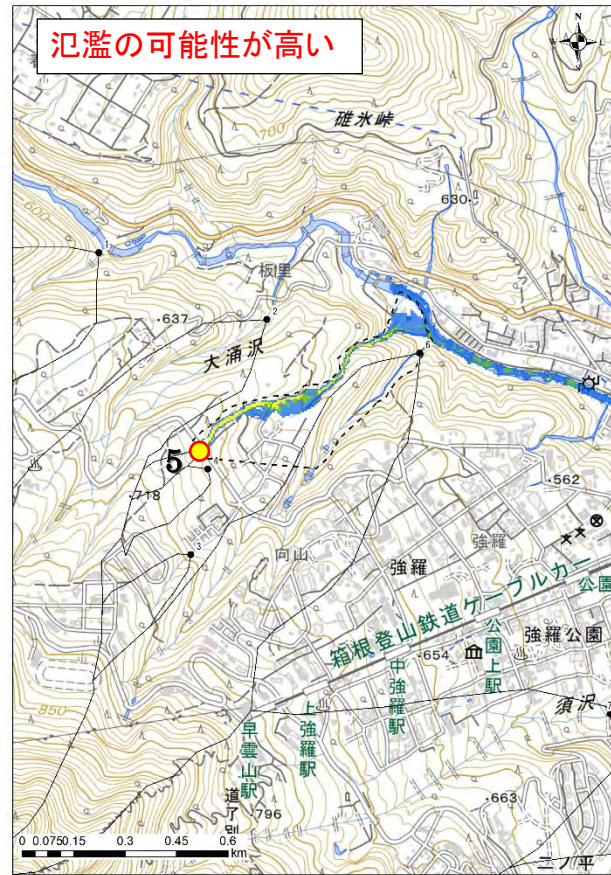 氾濫の可能性が高い
N
W
S
碓氷峠
700
600
630
1
板里
2
637
大涌沢
6
5
4
718
562
3
向山
強羅
強羅
箱根登山鉄道ケーブルカー
公園
公園上駅
強羅公園
654
中強羅駅
上強羅駅
早雲山駅
須沢
850
道了別
796
663
二ノ平
0 0.075 0.15 0.3 0.45 0.6
km